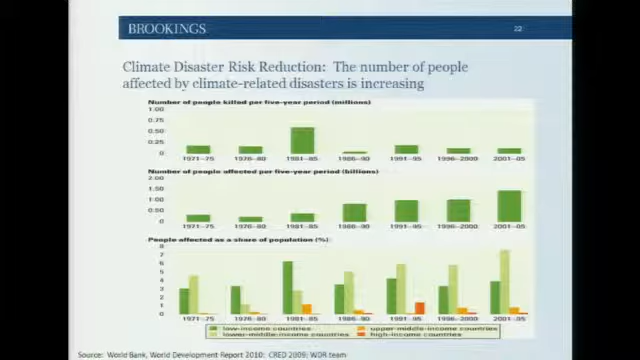 BROOKINGS
22
Climate Disaster Risk Reduction: The number of people
affected by climate-related disasters is increasing
Number of people killed per five-year period (millions)
1.00
0.75
0.50
0.25
0
1971–75 1976–80 1981–85 1986–90 1991–95 1996–2000 2001–05
Number of people affected per five-year period (billions)
2.00
1.50
1.00
0.50
0
1971–75 1976–80 1981–85 1986–90 1991–95 1996–2000 2001–05
People affected as a share of population (%)
8
7
6
5
4
3
2
1
0
1971–75 1976–80 1981–85 1986–90 1991–95 1996–2000 2001–05
low-income countries upper-middle-income countries
lower-middle-income countries high-income countries
Source: World Bank, World Development Report 2010; CRED 2009; WDR team